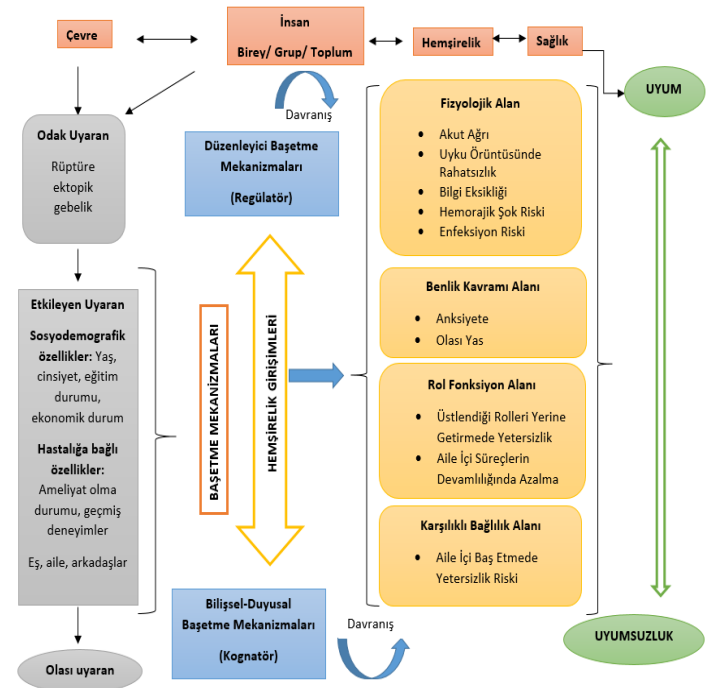 Çevre
İnsan
Birey/ Grup/ Toplum
Hemşirelik
Sağlık
UYUM
Odak Uyaran
Rüptüre
ektopik
gebelik
Davranış
Düzenleyici Başetme
Mekanizmaları
(Regülatör)
Fizyolojik Alan
• Akut Ağrı
• Uyku Örüntüsünde
Rahatsızlık
• Bilgi Eksikliği
• Hemorajik Şok Riski
• Enfeksiyon Riski
Etkileyen Uyaran
Sosyodemografik
özellikler: Yaş,
cinsiyet, eğitim
durumu,
ekonomik durum
Hastalığa bağlı
özellikler:
Ameliyat olma
durumu, geçmiş
deneyimler
Eş, aile, arkadaşlar
BAŞETME MEKANİZMALARI
HEMŞİRELİK GİRİŞİMLERİ
Benlik Kavramı Alanı
• Anksiyete
• Olası Yas
Rol Fonksiyon Alanı
• Üstlendiği Rolleri Yerine
Getirmede Yetersizlik
• Aile İçi Süreçlerin
Devamlılığında Azalma
Karşılıklı Bağlılık Alanı
• Aile İçi Baş Etmede
Yetersizlik Riski
Bilişsel-Duyusal
Başetme Mekanizmaları
(Kognatör)
Davranış
UYUMSUZLUK
Olası uyaran